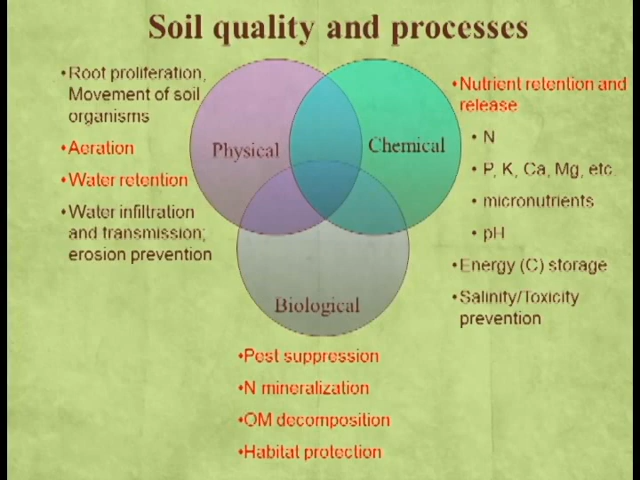 Soil quality and processes
•Root proliferation,
Movement of soil
organisms
•Aeration
•Water retention
•Water infiltration
and transmission;
erosion prevention
Physical
Chemical
Biological
•Nutrient retention and
release
• N
• P, K, Ca, Mg, etc.
• micronutrients
• pH
•Energy (C) storage
•Salinity/Toxicity
prevention
•Pest suppression
•N mineralization
•OM decomposition
•Habitat protection